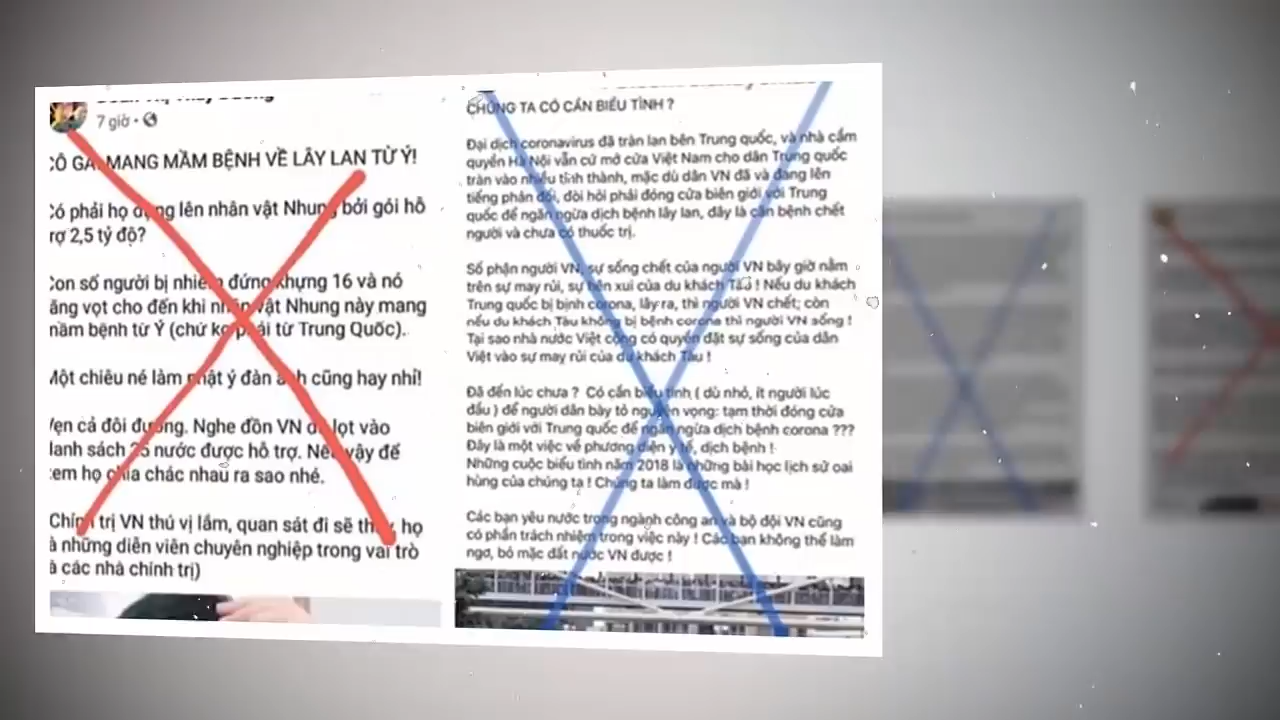 7 giờ ·
CÔ GÁI MANG MẦM BỆNH VỀ LÂY LAN TỪ Ý!
Có phải họ dựng lên nhân vật Nhung bởi gói hỗ
rợ 2,5 tỷ độ?
Con số người bị nhiễm đứng khựng 16 và nó
ăng vọt cho đến khi nhân vật Nhung này mang
nầm bệnh từ Ý (chứ ko phải từ Trung Quốc).
Một chiêu né làm phật ý đàn anh cũng hay nhỉ!
/ẹn cả đôi đường. Nghe đồn VN đã lọt vào
lanh sách 25 nước được hỗ trợ. Nếu vậy để
:em họ chia chác nhau ra sao nhé.
Chính trị VN thú vị lắm, quan sát đi sẽ thấy, họ
à những diễn viên chuyên nghiệp trong vai trò
à các nhà chính trị)
CHÚNG TA CÓ CẦN BIỂU TÌNH ?
Đại dịch coronavirus đã tràn lan bên Trung quốc, và nhà cầm
quyền Hà Nội vẫn cứ mở cửa Việt Nam cho dân Trung quốc
tràn vào nhiều tỉnh thành, mặc dù dân VN đã và đang lên
tiếng phản đối, đòi hỏi phải đóng cửa biên giới với Trung
quốc để ngăn ngừa dịch bệnh lây lan, đây là căn bệnh chết
người và chưa có thuốc trị.
Số phận người VN, sự sống chết của người VN bây giờ nằm
trên sự may rủi, sự hên xui của du khách Tàu ! Nếu du khách
Trung quốc bị bịnh corona, lây ra, thì người VN chết; còn
nếu du khách Tàu không bị bệnh corona thì người VN sống !
Tại sao nhà nước Việt cộng có quyền đặt sự sống của dân
Việt vào sự may rủi của du khách Tàu !
Đã đến lúc chưa ? Có cần biểu tình ( dù nhỏ, ít người lúc
đầu ) để người dân bày tỏ nguyện vọng: tạm thời đóng cửa
biên giới với Trung quốc để ngăn ngừa dịch bệnh corona ???
Đây là một việc về phương diện y tế, dịch bệnh !
Những cuộc biểu tình năm 2018 là những bài học lịch sử oai
hùng của chúng ta ! Chúng ta làm được mà !
Các bạn yêu nước trong ngành công an và bộ đội VN cũng
có phần trách nhiệm trong việc này ! Các bạn không thể làm
ngơ, bỏ mặc đất nước VN được !